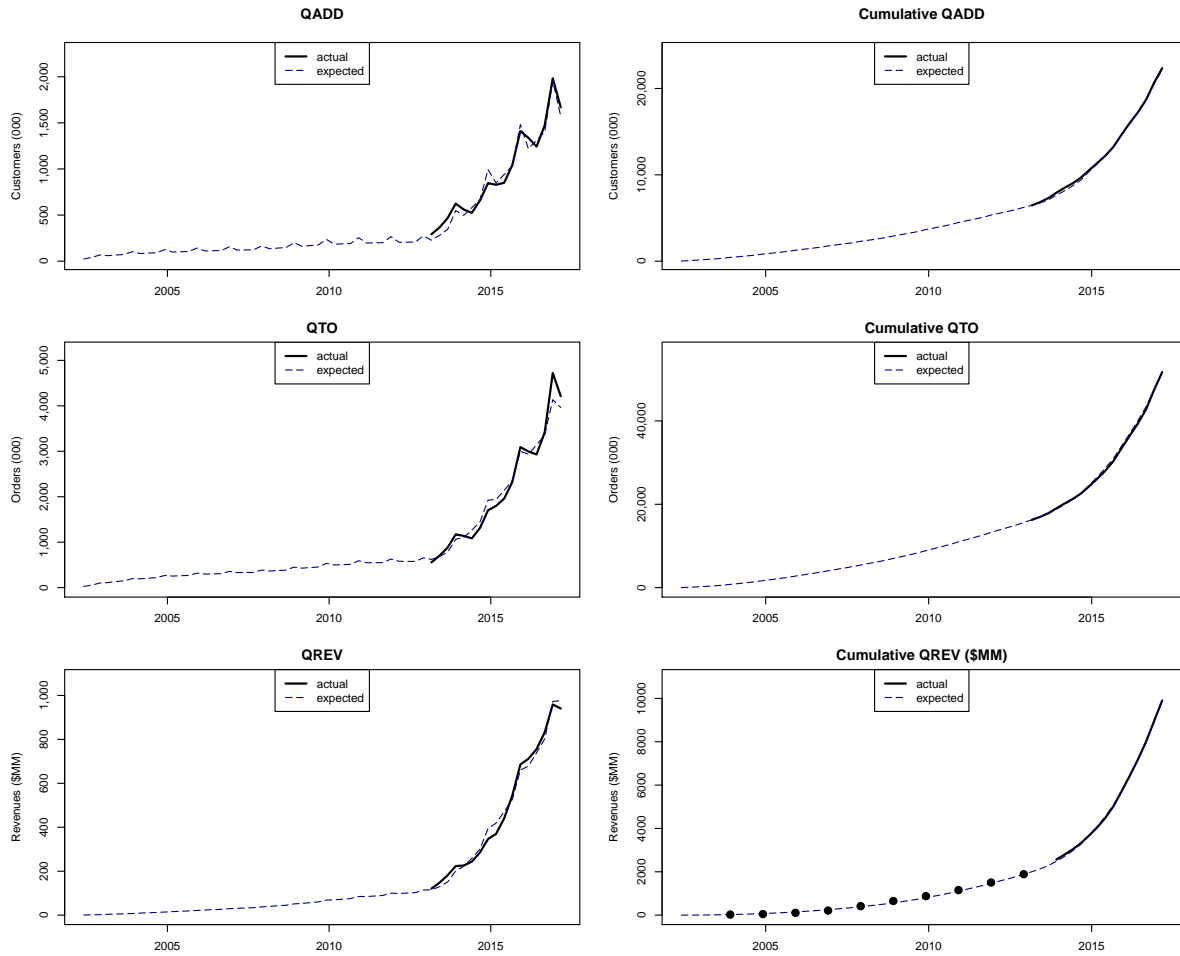 QADD
actual
expected
Customers (000)
2,000
1,500
1,000
500
0
2005
2010
2015
Cumulative QADD
actual
expected
Customers (000)
20,000
10,000
0
2005
2010
2015
QTO
actual
expected
Orders (000)
5,000
4,000
3,000
2,000
1,000
0
2005
2010
2015
Cumulative QTO
actual
expected
Orders (000)
40,000
20,000
0
2005
2010
2015
QREV
actual
expected
Revenues ($MM)
1,000
800
600
400
200
0
2005
2010
2015
Cumulative QREV ($MM)
actual
expected
Revenues ($MM)
10000
8000
6000
4000
2000
0
2005
2010
2015